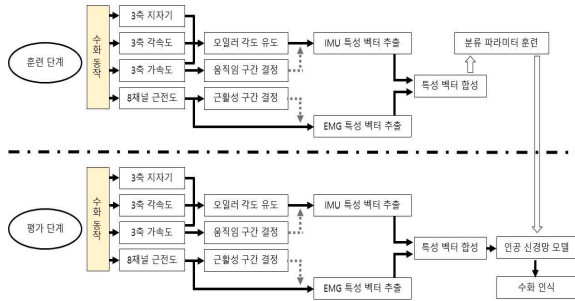 훈련 단계
수화 동작
3축 지자기
3축 각속도
3축 가속도
8채널 근전도
오일러 각도 유도
움직임 구간 결정
근활성 구간 결정
IMU 특성 벡터 추출
EMG 특성 벡터 추출
특성 벡터 합성
분류 파라미터 훈련
평가 단계
수화 동작
3축 지자기
3축 각속도
3축 가속도
8채널 근전도
오일러 각도 유도
움직임 구간 결정
근활성 구간 결정
IMU 특성 벡터 추출
EMG 특성 벡터 추출
특성 벡터 합성
인공 신경망 모델
수화 인식